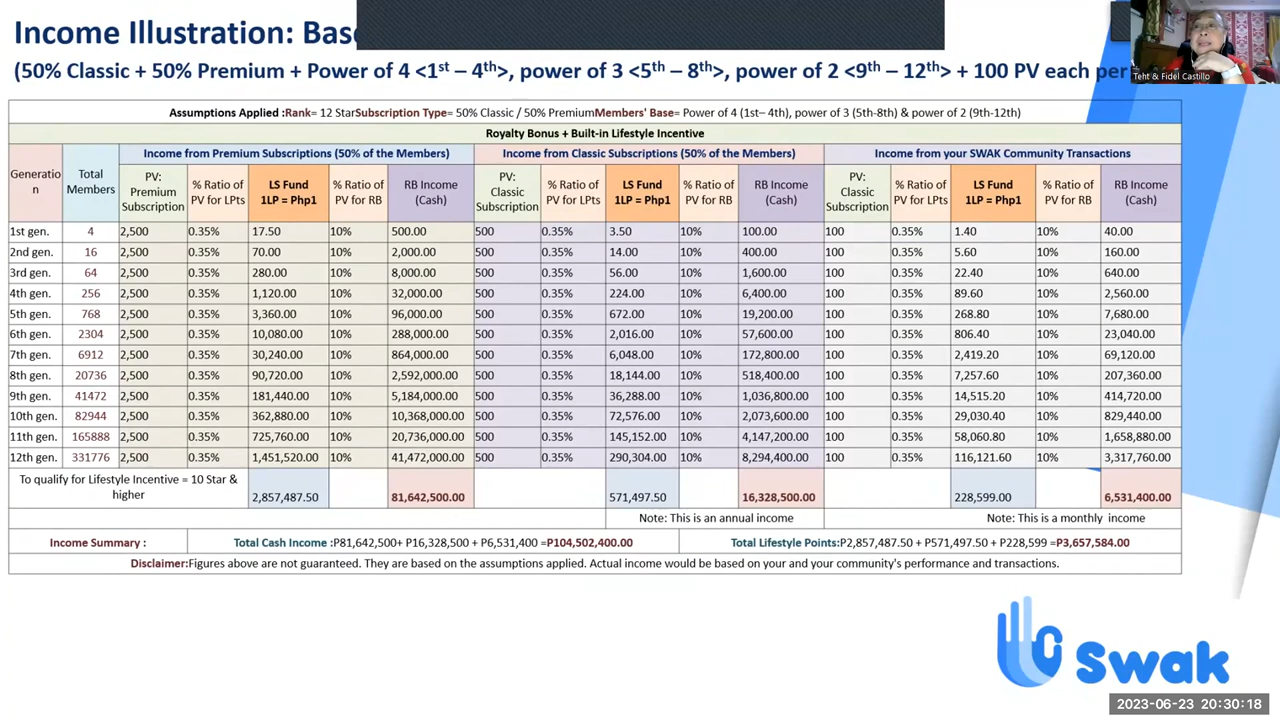 Income Illustration: Bas
(50% Classic + 50% Premium + Power of 4 <1st – 4th>, power of 3 <5th – 8th>, power of 2 <9th – 12th> + 100 PV each per
Teht & Fidel Castillo
Assumptions Applied :Rank= 12 StarSubscription Type= 50% Classic / 50% PremiumMembers' Base= Power of 4 (1st– 4th), power of 3 (5th-8th) & power of 2 (9th-12th)
Royalty Bonus + Built-in Lifestyle Incentive
Generatio n Total Members Income from Premium Subscriptions (50% of the Members) Income from Classic Subscriptions (50% of the Members) Income from your SWAK Community Transactions
PV: Premium Subscription % Ratio of PV for LPts LS Fund 1LP = Php1 % Ratio of PV for RB RB Income (Cash) PV: Classic Subscription % Ratio of PV for LPts LS Fund 1LP = Php1 % Ratio of PV for RB RB Income (Cash) PV: Classic Subscription % Ratio of PV for LPts LS Fund 1LP = Php1 % Ratio of PV for RB RB Income (Cash)
1st gen. 4 2,500 0.35% 17.50 10% 500.00 500 0.35% 3.50 10% 100.00 100 0.35% 1.40 10% 40.00
2nd gen. 16 2,500 0.35% 70.00 10% 2,000.00 500 0.35% 14.00 10% 400.00 100 0.35% 5.60 10% 160.00
3rd gen. 64 2,500 0.35% 280.00 10% 8,000.00 500 0.35% 56.00 10% 1,600.00 100 0.35% 22.40 10% 640.00
4th gen. 256 2,500 0.35% 1,120.00 10% 32,000.00 500 0.35% 224.00 10% 6,400.00 100 0.35% 89.60 10% 2,560.00
5th gen. 768 2,500 0.35% 3,360.00 10% 96,000.00 500 0.35% 672.00 10% 19,200.00 100 0.35% 268.80 10% 7,680.00
6th gen. 2304 2,500 0.35% 10,080.00 10% 288,000.00 500 0.35% 2,016.00 10% 57,600.00 100 0.35% 806.40 10% 23,040.00
7th gen. 6912 2,500 0.35% 30,240.00 10% 864,000.00 500 0.35% 6,048.00 10% 172,800.00 100 0.35% 2,419.20 10% 69,120.00
8th gen. 20736 2,500 0.35% 90,720.00 10% 2,592,000.00 500 0.35% 18,144.00 10% 518,400.00 100 0.35% 7,257.60 10% 207,360.00
9th gen. 41472 2,500 0.35% 181,440.00 10% 5,184,000.00 500 0.35% 36,288.00 10% 1,036,800.00 100 0.35% 14,515.20 10% 414,720.00
10th gen. 82944 2,500 0.35% 362,880.00 10% 10,368,000.00 500 0.35% 72,576.00 10% 2,073,600.00 100 0.35% 29,030.40 10% 829,440.00
11th gen. 165888 2,500 0.35% 725,760.00 10% 20,736,000.00 500 0.35% 145,152.00 10% 4,147,200.00 100 0.35% 58,060.80 10% 1,658,880.00
12th gen. 331776 2,500 0.35% 1,451,520.00 10% 41,472,000.00 500 0.35% 290,304.00 10% 8,294,400.00 100 0.35% 116,121.60 10% 3,317,760.00
To qualify for Lifestyle Incentive = 10 Star & higher 2,857,487.50 81,642,500.00 571,497.50 16,328,500.00 228,599.00 6,531,400.00
Note: This is an annual income Note: This is a monthly income
Income Summary : Total Cash Income :P81,642,500+ P16,328,500 + P6,531,400 =P104,502,400.00 Total Lifestyle Points:P2,857,487.50 + P571,497.50 + P228,599 =P3,657,584.00
Disclaimer:Figures above are not guaranteed. They are based on the assumptions applied. Actual income would be based on your and your community's performance and transactions.
Swak
2023-06-23 20:30:18